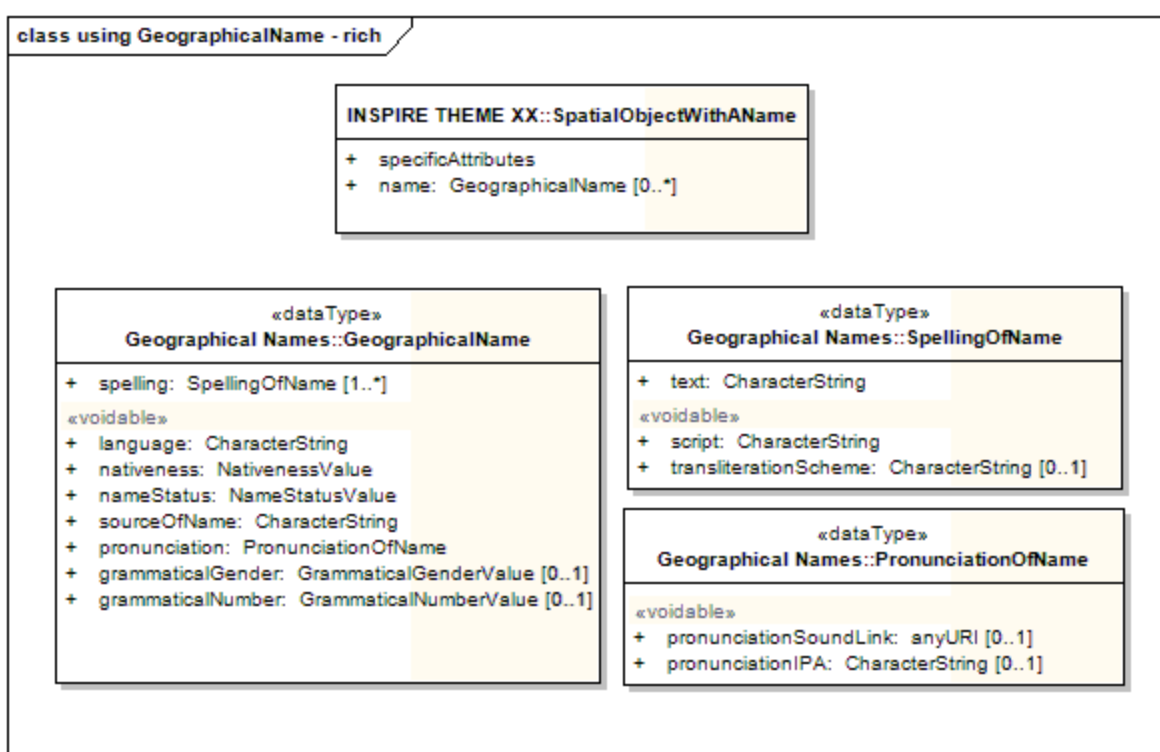 class using GeographicalName - rich
INSPIRE THEME XX::SpatialObjectWithAName
+ specificAttributes
+ name: GeographicalName [0..*]
«dataType»
Geographical Names::GeographicalName
+ spelling: SpellingOfName [1..*]
«voidable»
+ language: CharacterString
+ nativeness: NativenessValue
+ nameStatus: NameStatusValue
+ sourceOfName: CharacterString
+ pronunciation: PronunciationOfName
+ grammaticalGender: GrammaticalGenderValue [0..1]
+ grammaticalNumber: GrammaticalNumberValue [0..1]
«dataType»
Geographical Names::SpellingOfName
+ text: CharacterString
«voidable»
+ script: CharacterString
+ transliterationScheme: CharacterString [0..1]
«dataType»
Geographical Names::PronunciationOfName
«voidable»
+ pronunciationSoundLink: anyURI [0..1]
+ pronunciationIPA: CharacterString [0..1]